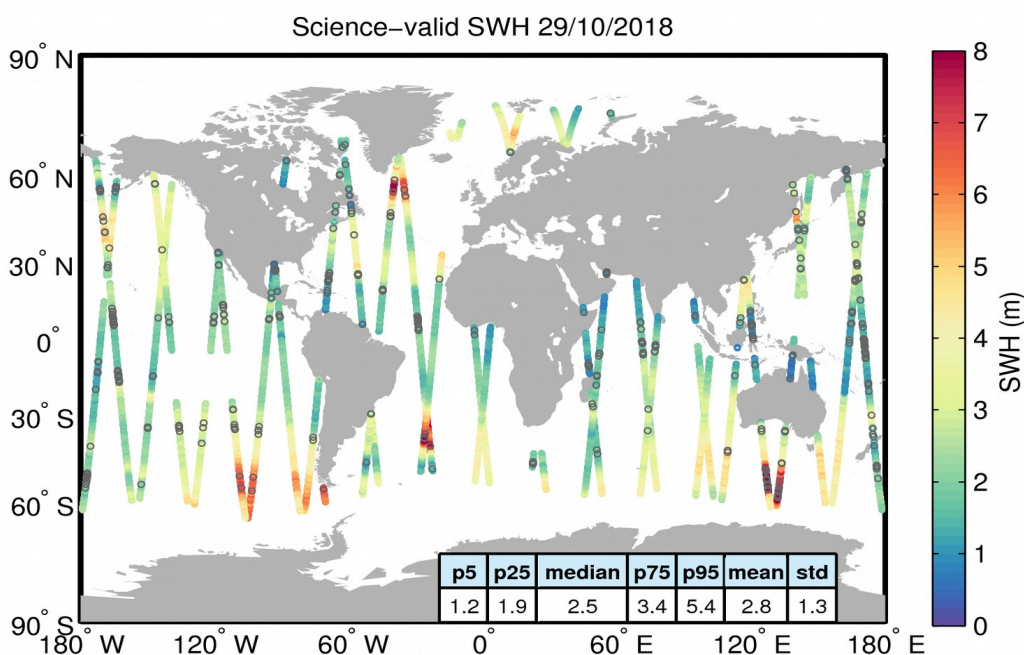 Science−valid SWH 29/10/2018
90° N
60° N
30° N
0°
30° S
60° S
90° S
180° W
120° W
60° W
0°
60° E
120° E
180° E
p5 p25 median p75 p95 mean std
1.2 1.9 2.5 3.4 5.4 2.8 1.3
8
7
6
5
4
3
2
1
0
SWH (m)